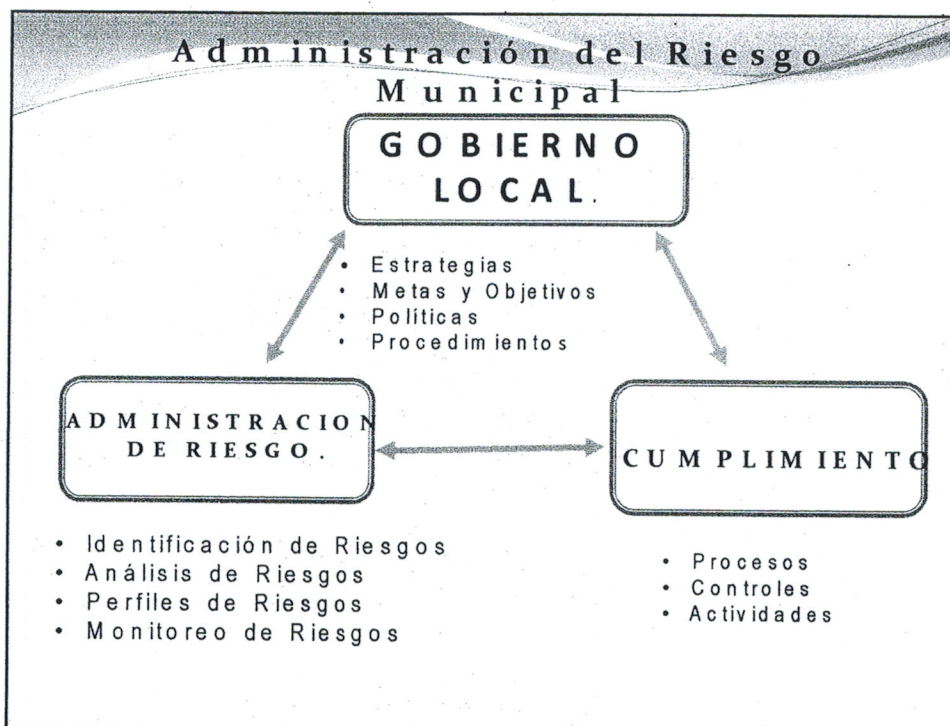 Administración del Riesgo
Municipal
GOBIERNO
LOCAL.
• Estrategias
• Metas y Objetivos
• Políticas
• Procedimientos
ADMINISTRACION
DE RIESGO.
CUMPLIMIENTO
• Identificación de Riesgos
• Análisis de Riesgos
• Perfiles de Riesgos
• Monitoreo de Riesgos
• Procesos
• Controles
• Actividades